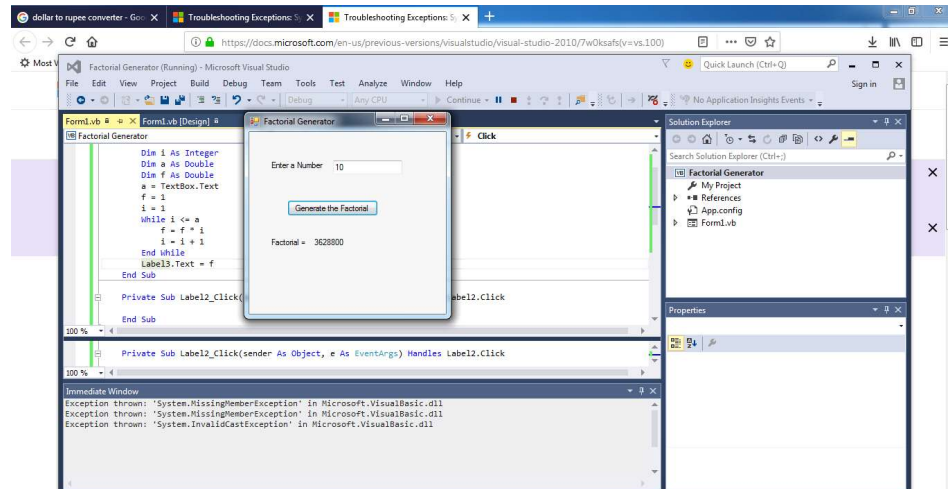 dollar to rupee converter - Goo
Troubleshooting Exceptions: Sy
Troubleshooting Exceptions: Sy
https://docs.microsoft.com/en-us/previous-versions/visualstudio/visual-studio-2010/7w0ksafs(v=vs.100)
Most V
Factorial Generator (Running) - Microsoft Visual Studio
Quick Launch (Ctrl+Q)
File Edit View Project Build Debug Team Tools Test Analyze Window Help
Sign in
Debug Any CPU Continue
No Application Insights Events
Form1.vb
Form1.vb [Design]
Factorial Generator
Click
Dim i As Integer
Dim a As Double
Dim f As Double
a = TextBox.Text
f = 1
i = 1
While i <= a
f = f * i
i = i + 1
End While
Label3.Text = f
End Sub
Private Sub Label2_Click(
abel2.Click
End Sub
100 %
Private Sub Label2_Click(sender As Object, e As EventArgs) Handles Label2.Click
100 %
Factorial Generator
Enter a Number 10
Generate the Factorial
Factorial = 3628800
Immediate Window
Exception thrown: 'System.MissingMemberException' in Microsoft.VisualBasic.dll
Exception thrown: 'System.MissingMemberException' in Microsoft.VisualBasic.dll
Exception thrown: 'System.InvalidCastException' in Microsoft.VisualBasic.dll
Solution Explorer
Search Solution Explorer (Ctrl+;)
Factorial Generator
My Project
References
App.config
Form1.vb
Properties